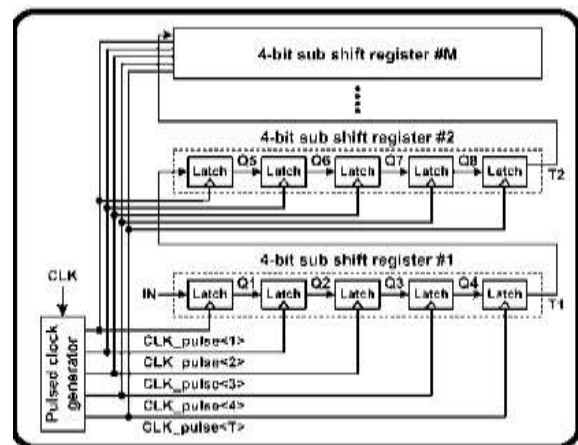 4-bit sub shift register #M
4-bit sub shift register #2
Latch Q5 Latch Q6 Latch Q7 Latch Q8 Latch
T2
4-bit sub shift register #1
IN Latch Q1 Latch Q2 Latch Q3 Latch Q4 Latch
T1
CLK
Pulsed clock
generator
CLK_pulse<1>
CLK_pulse<2>
CLK_pulse<3>
CLK_pulse<4>
CLK_pulse<T>